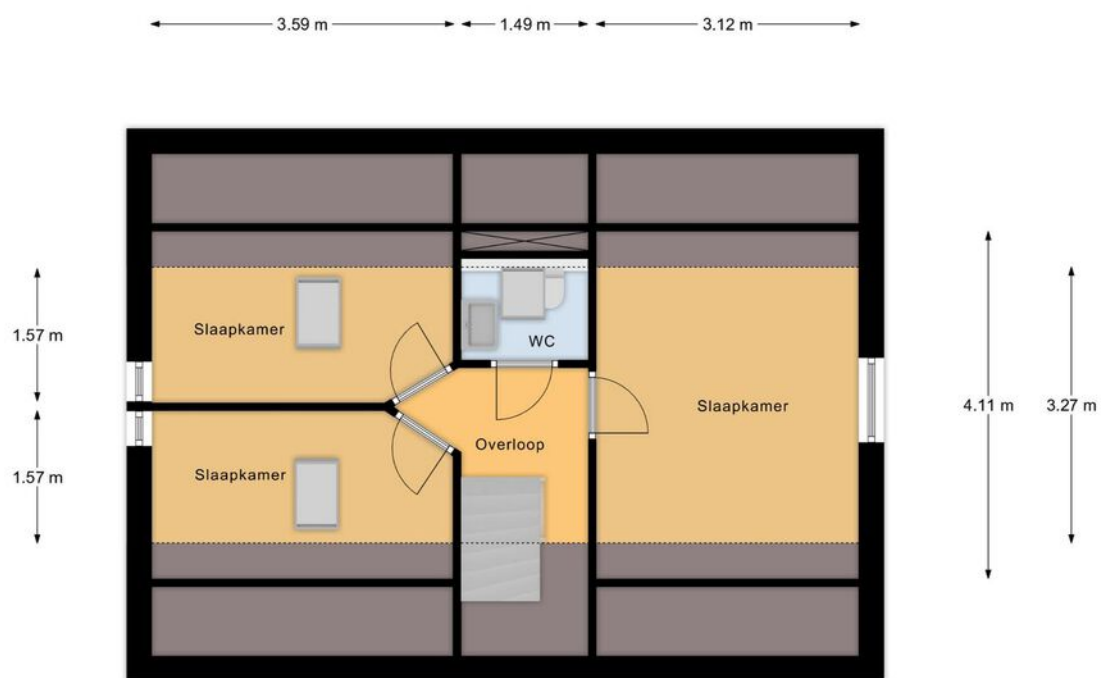 3.59 m
1.49 m
3.12 m
1.57 m
Slaapkamer
WC
Slaapkamer
4.11 m
3.27 m
Overloop
1.57 m
Slaapkamer